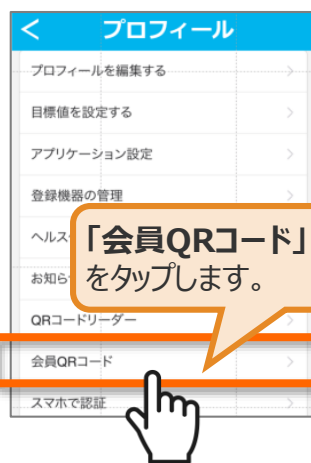 プロフィール
プロフィールを編集する
目標値を設定する
アプリケーション設定
登録機器の管理
ヘルス
「会員QRコード」
をタップします。
お知ら
QRコードリーダー
会員QRコード
スマホで認証